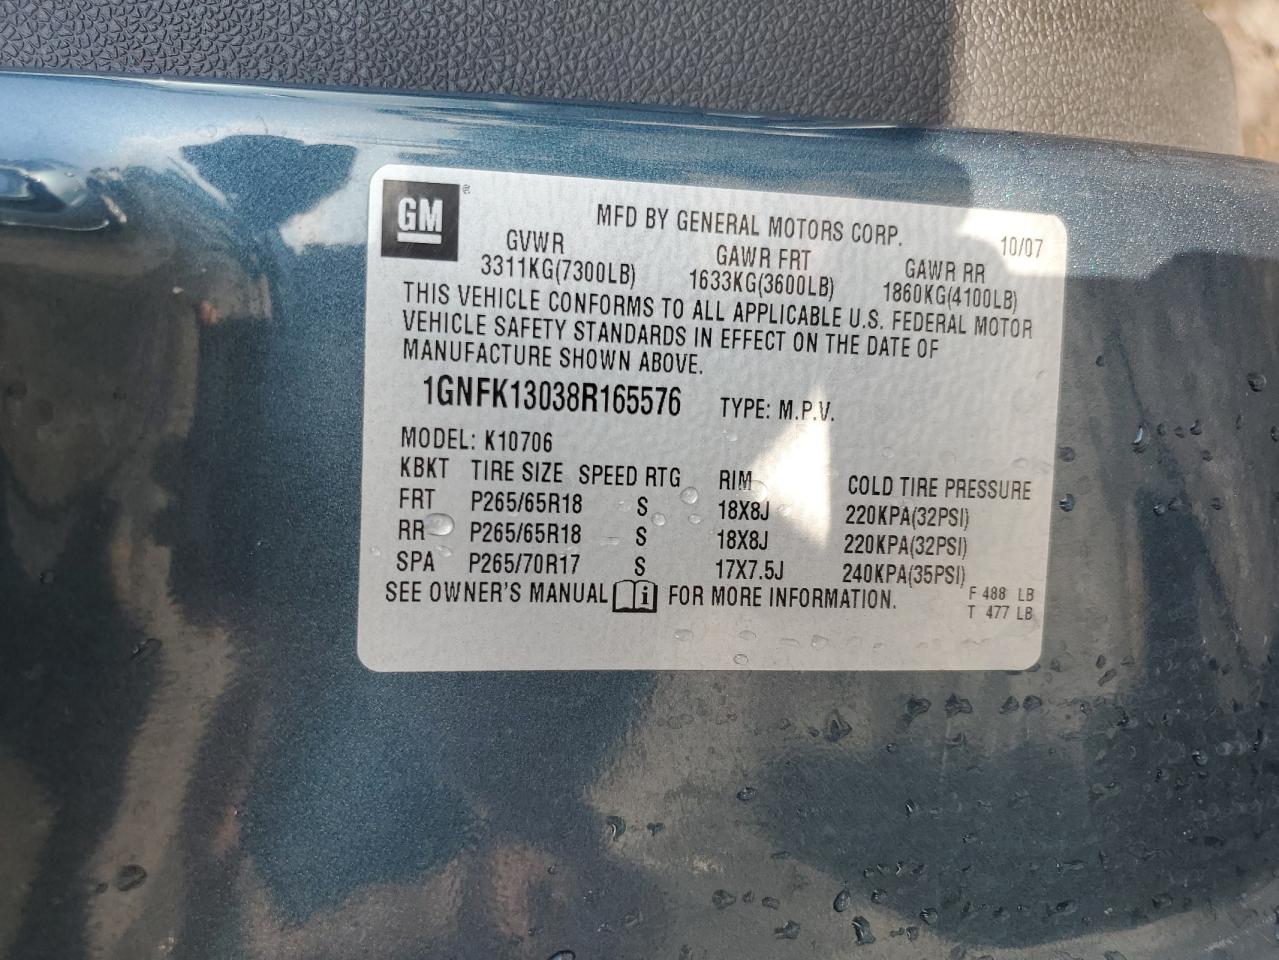 GM ®
MFD BY GENERAL MOTORS CORP. 10/07
GVWR GAWR FRT GAWR RR
3311KG(7300LB) 1633KG(3600LB) 1860KG(4100LB)
THIS VEHICLE CONFORMS TO ALL APPLICABLE U.S. FEDERAL MOTOR
VEHICLE SAFETY STANDARDS IN EFFECT ON THE DATE OF
MANUFACTURE SHOWN ABOVE.
1GNFK13038R165576 TYPE: M.P.V.
MODEL: K10706
KBKT TIRE SIZE SPEED RTG RIM COLD TIRE PRESSURE
FRT P265/65R18 S 18X8J 220KPA(32PSI)
RR P265/65R18 S 18X8J 220KPA(32PSI)
SPA P265/70R17 S 17X7.5J 240KPA(35PSI)
SEE OWNER'S MANUAL i FOR MORE INFORMATION.
F 488 LB
T 477 LB